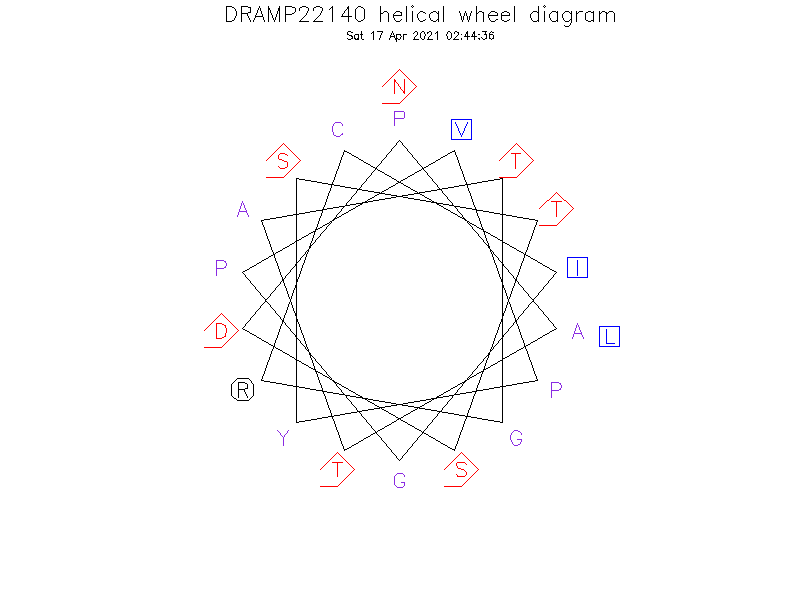 DRAMP22140 helical wheel diagram
Sat 17 Apr 2021 02:44:36
N
P
C V
S T
A T
P I
D A L
R P
Y G
T S
G